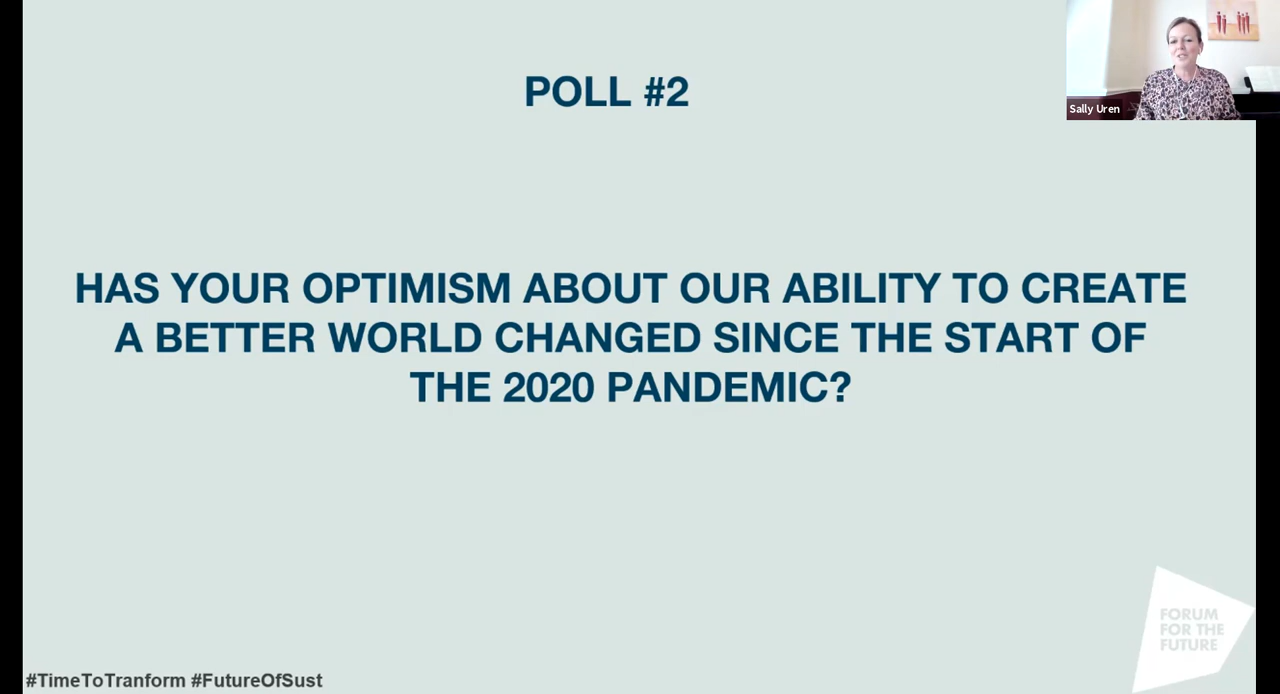 POLL #2
Sally Uren
HAS YOUR OPTIMISM ABOUT OUR ABILITY TO CREATE
A BETTER WORLD CHANGED SINCE THE START OF
THE 2020 PANDEMIC?
FORUM
FOR THE
FUTURE
#TimeToTranform #FutureOfSust